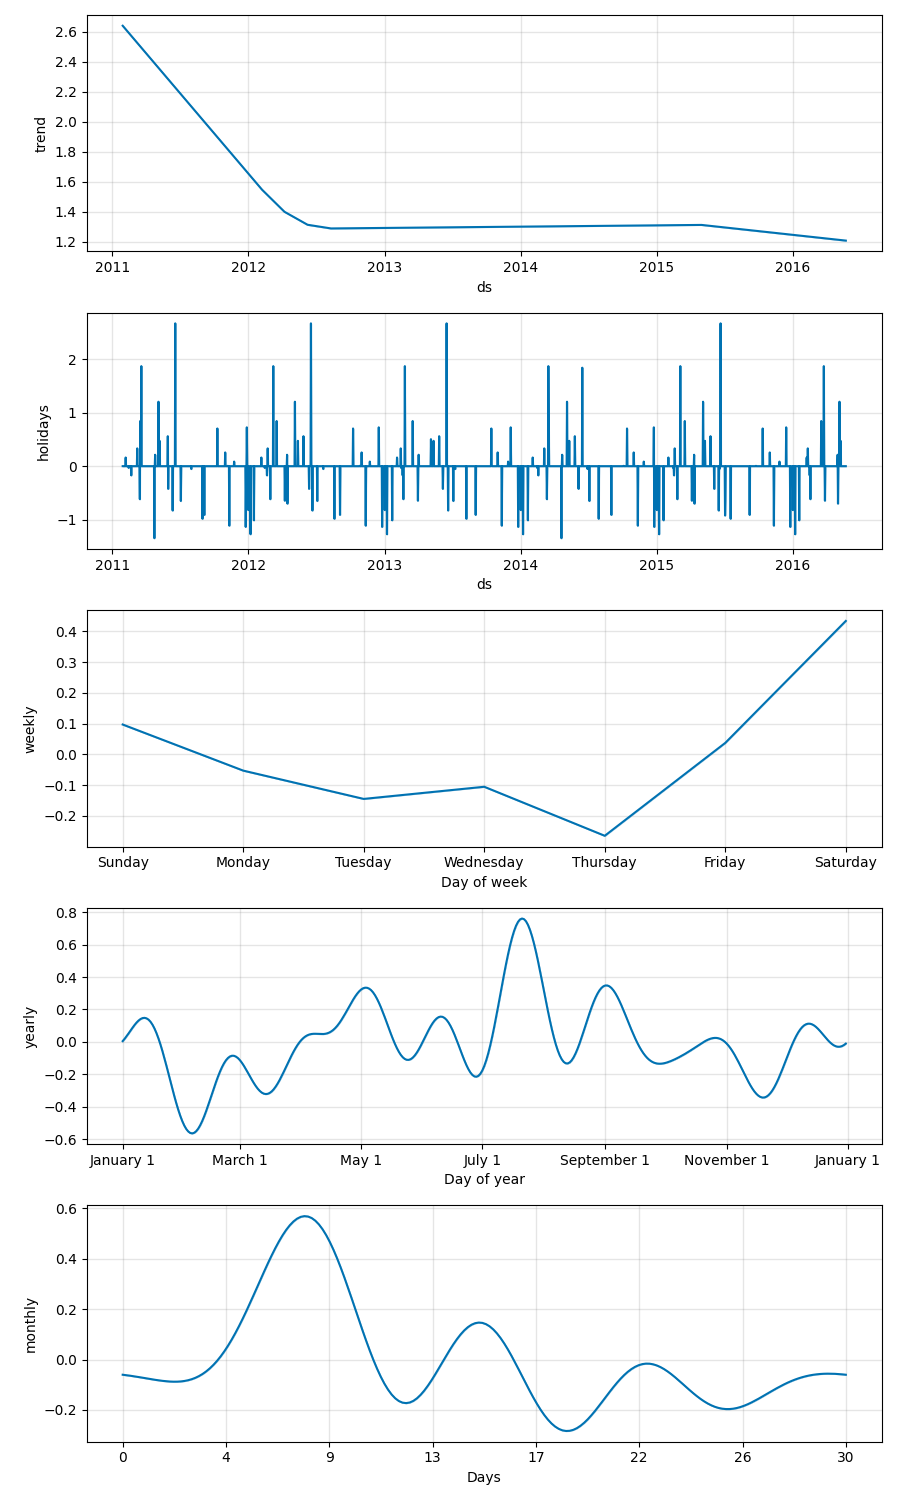 2.6
2.4
2.2
2.0
1.8
1.6
1.4
1.2
trend
2011 2012 2013 2014 2015 2016
ds
2
1
0
−1
holidays
2011 2012 2013 2014 2015 2016
ds
0.4
0.3
0.2
0.1
0.0
−0.1
−0.2
weekly
Sunday Monday Tuesday Wednesday Thursday Friday Saturday
Day of week
0.8
0.6
0.4
0.2
0.0
−0.2
−0.4
−0.6
yearly
January 1 March 1 May 1 July 1 September 1 November 1 January 1
Day of year
0.6
0.4
0.2
0.0
−0.2
monthly
0 4 9 13 17 22 26 30
Days